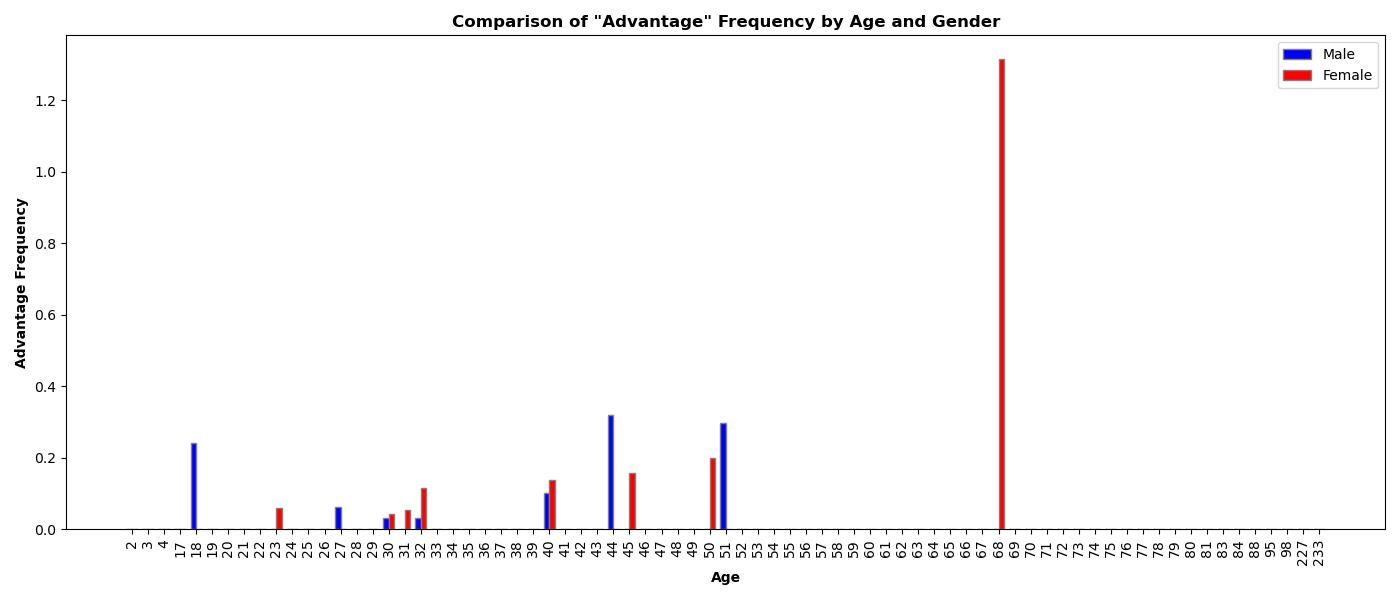 Comparison of "Advantage" Frequency by Age and Gender
Male
Female
Advantage Frequency
1.2
1.0
0.8
0.6
0.4
0.2
0.0
2 3 4 17 18 19 20 21 22 23 24 25 26 27 28 29 30 31 32 33 34 35 36 37 38 39 40 41 42 43 44 45 46 47 48 49 50 51 52 53 54 55 56 57 58 59 60 61 62 63 64 65 66 67 68 69 70 71 72 73 74 75 76 77 78 79 80 81 83 84 88 95 98 227 233
Age